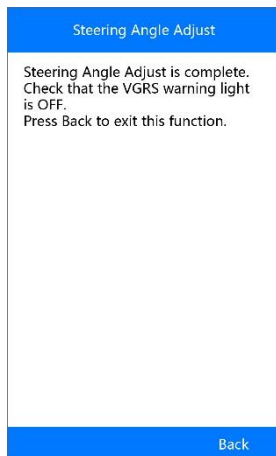 Steering Angle Adjust
Steering Angle Adjust is complete.
Check that the VGRS warning light
is OFF.
Press Back to exit this function.
Back